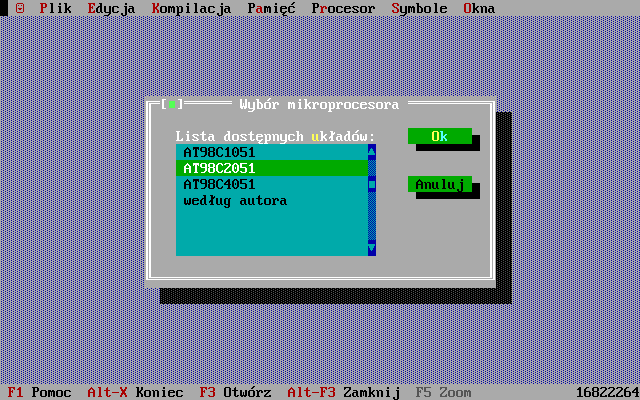 Plik Edycja Kompilacja Pamięć Procesor Symbole Okna
Wybór mikroprocesora
Lista dostępnych układów:
Ok
AT98C1051
AT98C2051
AT98C4051
Anuluj
według autora
F1 Pomoc Alt-X Koniec F3 Otwórz Alt-F3 Zamknij F5 Zoom 16822264